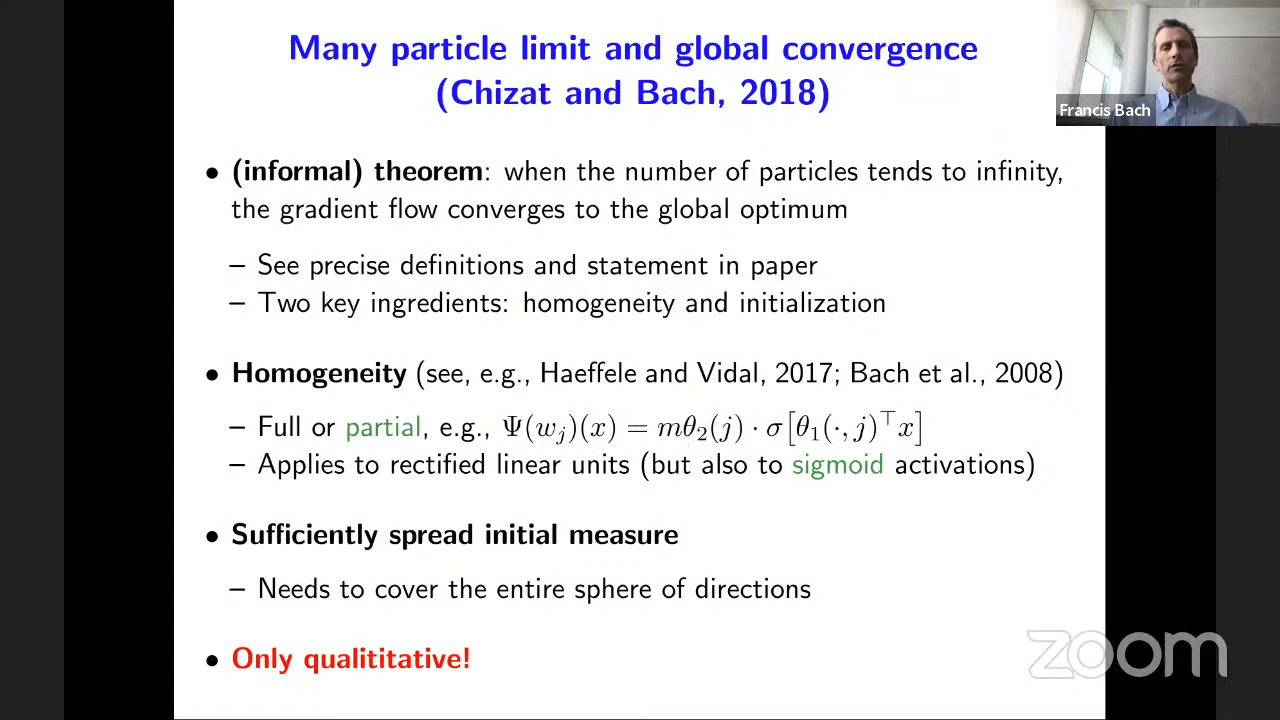 Many particle limit and global convergence
(Chizat and Bach, 2018)
Francis Bach
• (informal) theorem: when the number of particles tends to infinity,
the gradient flow converges to the global optimum
– See precise definitions and statement in paper
– Two key ingredients: homogeneity and initialization
• Homogeneity (see, e.g., Haeffele and Vidal, 2017; Bach et al., 2008)
– Full or partial, e.g., Ψ(w_j)(x) = mθ₂(j) · σ[θ₁(·, j)^⊤x]
– Applies to rectified linear units (but also to sigmoid activations)
• Sufficiently spread initial measure
– Needs to cover the entire sphere of directions
• Only qualititative!
zoom